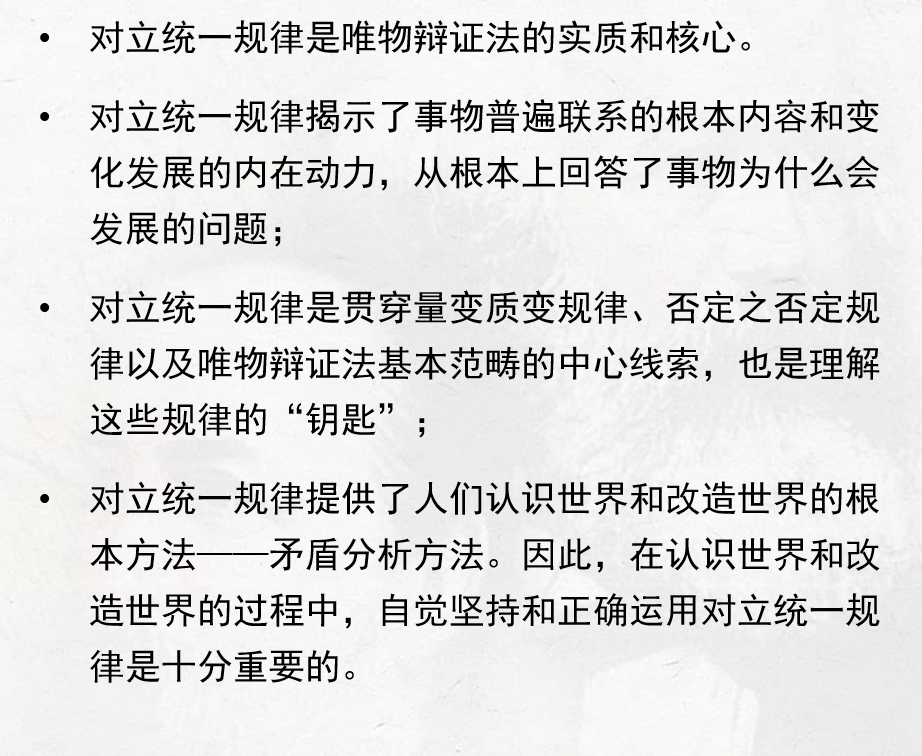 • 对立统一规律是唯物辩证法的实质和核心。
• 对立统一规律揭示了事物普遍联系的根本内容和变
化发展的内在动力，从根本上回答了事物为什么会
发展的问题；
• 对立统一规律是贯穿量变质变规律、否定之否定规
律以及唯物辩证法基本范畴的中心线索，也是理解
这些规律的“钥匙”；
• 对立统一规律提供了人们认识世界和改造世界的根
本方法——矛盾分析方法。因此，在认识世界和改
造世界的过程中，自觉坚持和正确运用对立统一规
律是十分重要的。